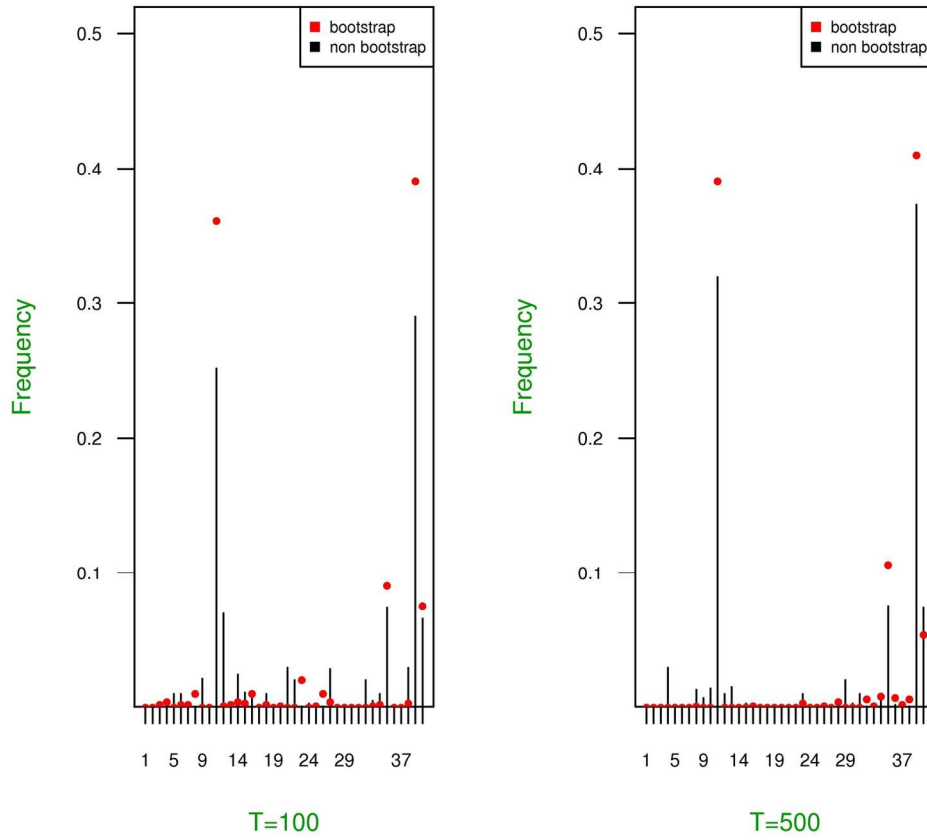 0.5
0.4
0.3
0.2
0.1
Frequency
bootstrap
non bootstrap
1 5 9 14 19 24 29 37
T=100
0.5
0.4
0.3
0.2
0.1
Frequency
bootstrap
non bootstrap
1 5 9 14 19 24 29 37
T=500